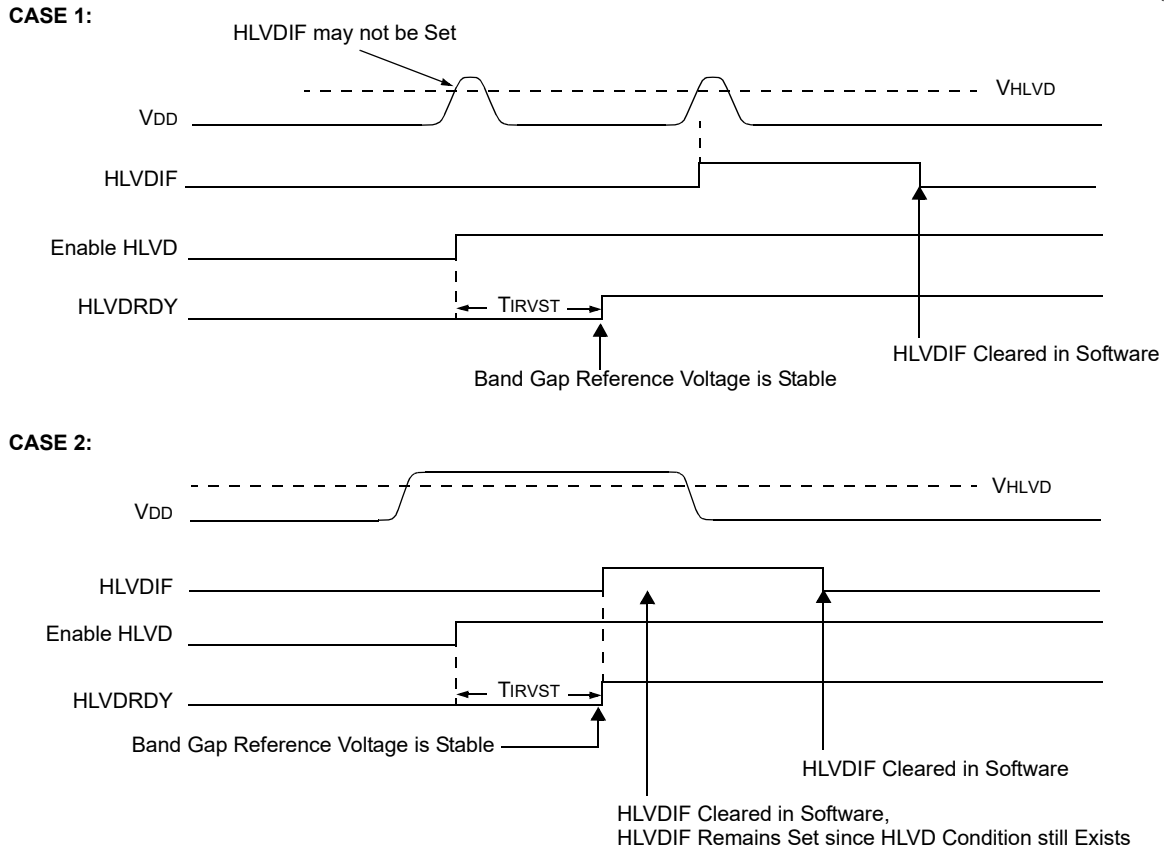 CASE 1:
HLVDIF may not be Set
VHLVD
VDD
HLVDIF
Enable HLVD
HLVDRDY
TIRVST
HLVDIF Cleared in Software
Band Gap Reference Voltage is Stable
CASE 2:
VHLVD
VDD
HLVDIF
Enable HLVD
HLVDRDY
TIRVST
Band Gap Reference Voltage is Stable
HLVDIF Cleared in Software
HLVDIF Cleared in Software,
HLVDIF Remains Set since HLVD Condition still Exists